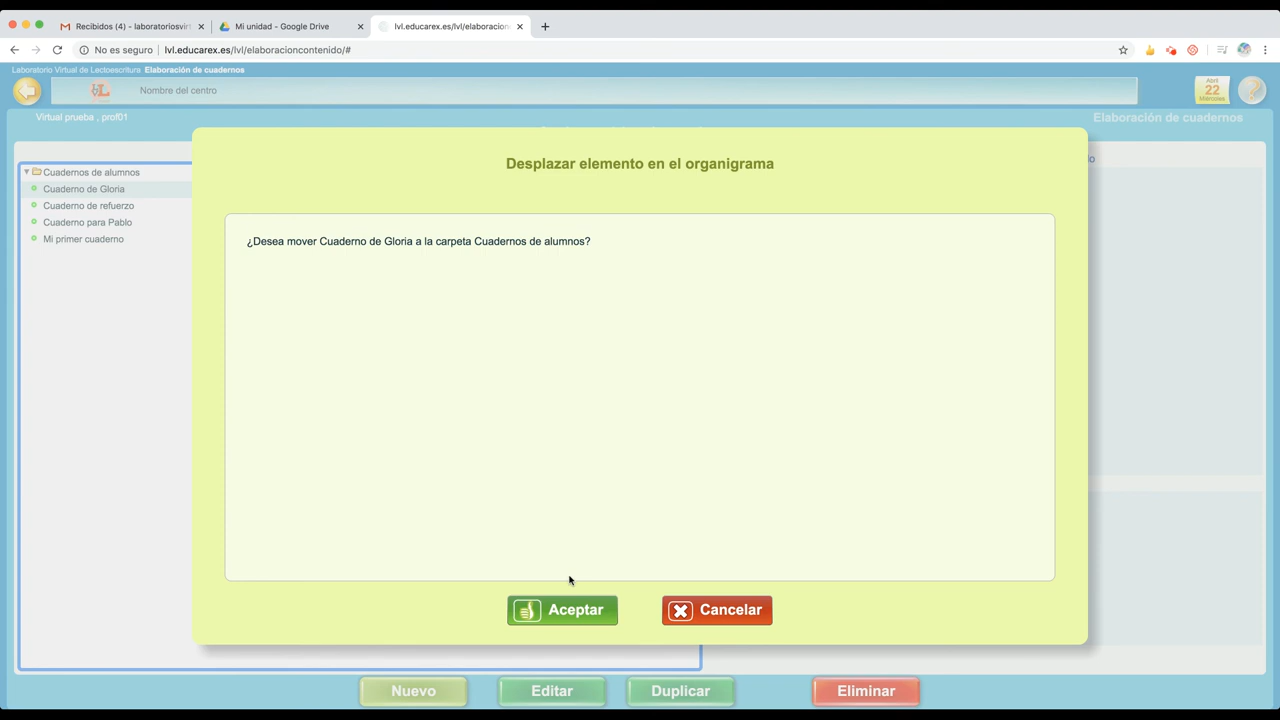 Recibidos (4) - laboratoriosvir
Mi unidad - Google Drive
lvl.educarex.es/lvl/elaboracion
No es seguro
lvl.educarex.es/lvl/elaboracioncontenido/#
Laboratorio Virtual de Lectoescritura Elaboración de cuadernos
Nombre del centro
Abril
22
Miércoles
?
Virtual prueba , prof01
Elaboración de cuadernos
Desplazar elemento en el organigrama
Cuadernos de alumnos
Cuaderno de Gloria
Cuaderno de refuerzo
Cuaderno para Pablo
Mi primer cuaderno
¿Desea mover Cuaderno de Gloria a la carpeta Cuadernos de alumnos?
Aceptar
Cancelar
Nuevo
Editar
Duplicar
Eliminar